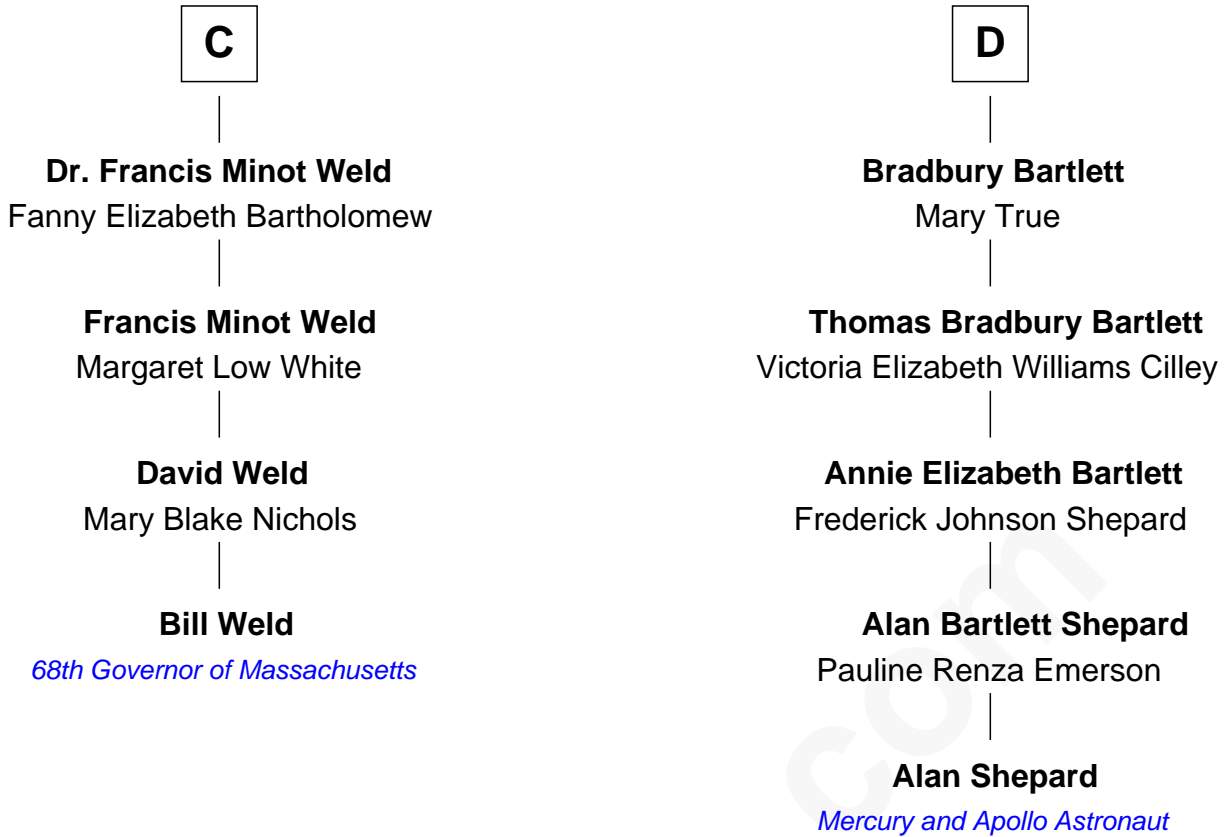 C
Dr. Francis Minot Weld
Fanny Elizabeth Bartholomew
Francis Minot Weld
Margaret Low White
David Weld
Mary Blake Nichols
Bill Weld
68th Governor of Massachusetts
D
Bradbury Bartlett
Mary True
Thomas Bradbury Bartlett
Victoria Elizabeth Williams Cilley
Annie Elizabeth Bartlett
Frederick Johnson Shepard
Alan Bartlett Shepard
Pauline Renza Emerson
Alan Shepard
Mercury and Apollo Astronaut
com